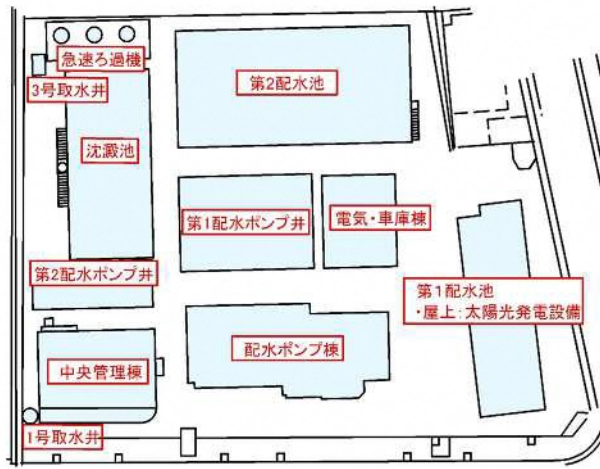 急速ろ過機
3号取水井
第2配水池
沈澱池
第1配水ポンプ井
電気・車庫棟
第2配水ポンプ井
第1配水池
・屋上:太陽光発電設備
配水ポンプ棟
中央管理棟
1号取水井